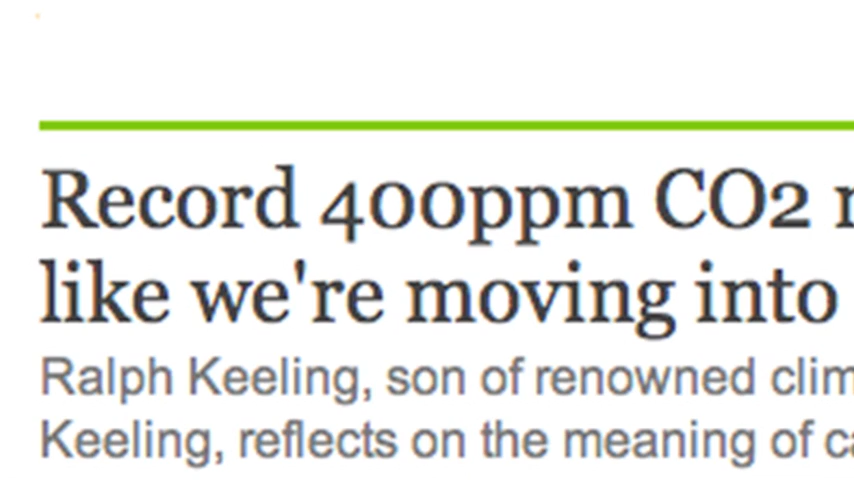 Record 400ppm CO2
like we're moving into
Ralph Keeling, son of renowned
Keeling, reflects on the meaning of